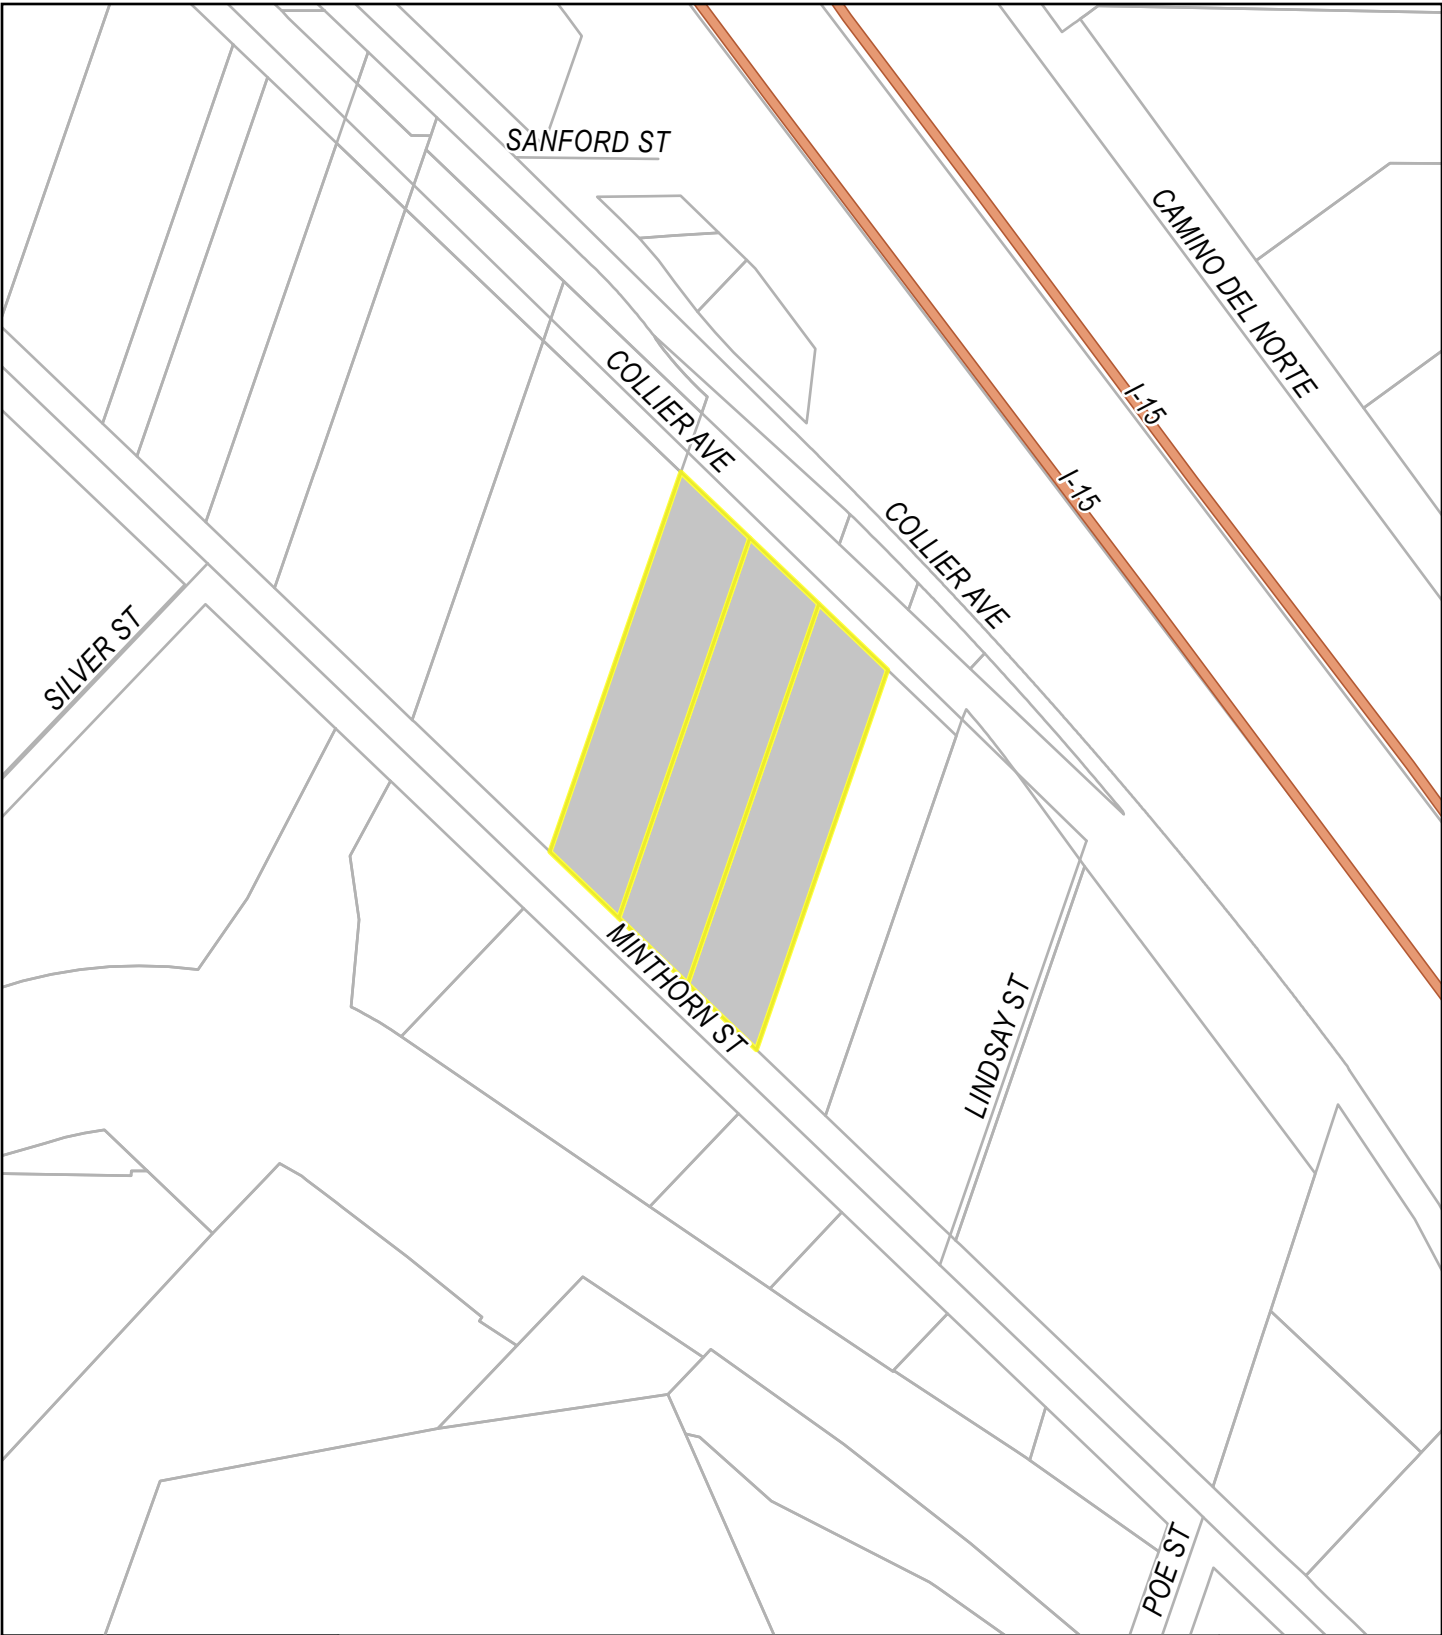 SANFORD ST
CAMINO DEL NORTE
COLLIER AVE
I-15
I-15
COLLIER AVE
SILVER ST
MINTHORN ST
LINDSAY ST
POE ST